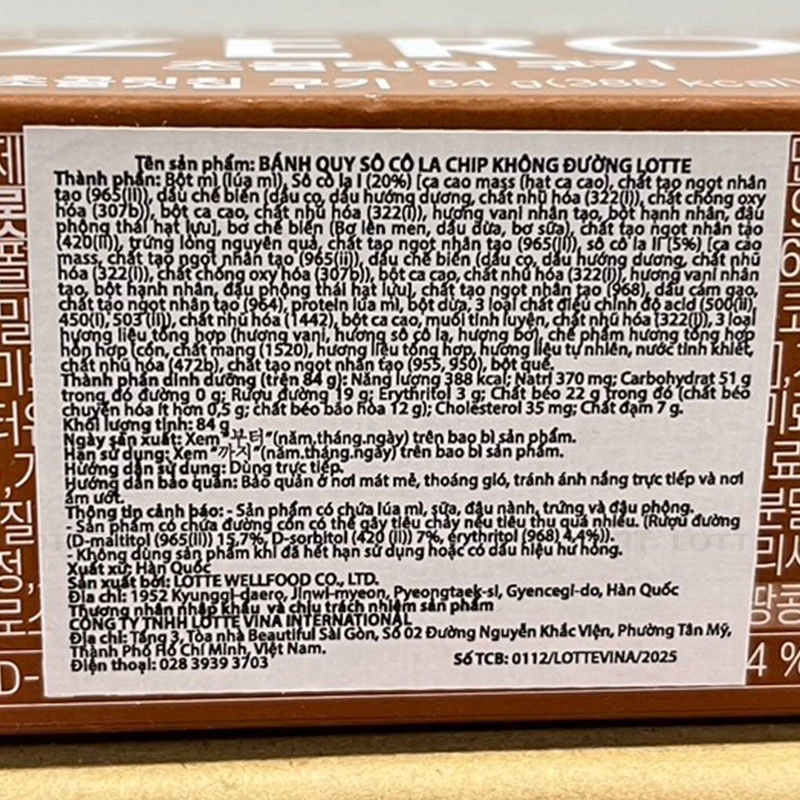 ZERO
초콜릿칩 쿠키
초콜릿칩 쿠키 84 g(388 kcal)
Tên sản phẩm: BÁNH QUY SÔ CÔ LA CHIP KHÔNG ĐƯỜNG LOTTE
Thành phần: Bột mì (lúa mì), Sô cô la I (20%) [ca cao mass (hạt ca cao), chất tạo ngọt nhân
tạo (965(ii)), dầu chế biến (dầu cọ, dầu hướng dương, chất nhũ hóa (322(i)), chất chống oxy
hóa (307b)), bột ca cao, chất nhũ hóa (322(i)), hương vani nhân tạo, bột hạnh nhân, đậu
phộng thái hạt lựu], bơ chế biến (Bơ lên men, dầu dừa, bơ sữa), chất tạo ngọt nhân tạo
(420(ii)), trứng lỏng nguyên quả, chất tạo ngọt nhân tạo (965(ii)), sô cô la II (5%) [ca cao
mass, chất tạo ngọt nhân tạo (965(ii)), dầu chế biến (dầu cọ, dầu hướng dương, chất nhũ
hóa (322(i)), chất chống oxy hóa (307b)), bột ca cao, chất nhũ hóa (322(i)), hương vani nhân
tạo, bột hạnh nhân, đậu phộng thái hạt lựu], chất tạo ngọt nhân tạo (968), dầu cám gạo,
chất tạo ngọt nhân tạo (964), protein lúa mì, bột dừa, 3 loại chất điều chỉnh độ acid (500(ii),
450(i), 503(ii)), chất nhũ hóa (1442), bột ca cao, muối tinh luyện, chất nhũ hóa (322(i)), 3 loại
hương liệu tổng hợp (hương vani, hương sô cô la, hương bơ), chế phẩm hương tổng hợp
hỗn hợp (cồn, chất mang (1520), hương liệu tổng hợp, hương liệu tự nhiên, nước tinh khiết,
chất nhũ hóa (472b), chất tạo ngọt nhân tạo (955, 950), bột quế.
Thành phần dinh dưỡng (trên 84 g): Năng lượng 388 kcal; Natri 370 mg; Carbohydrat 51 g
trong đó đường 0 g; Rượu đường 19 g; Erythritol 3 g; Chất béo 22 g trong đó (chất béo
chuyển hóa ít hơn 0,5 g; chất béo bão hòa 12 g); Cholesterol 35 mg; Chất đạm 7 g.
Khối lượng tịnh: 84 g
Ngày sản xuất: Xem "부터" (năm,tháng.ngày) trên bao bì sản phẩm.
Hạn sử dụng: Xem "까지" (năm.tháng.ngày) trên bao bì sản phẩm.
Hướng dẫn sử dụng: Dùng trực tiếp.
Hướng dẫn bảo quản: Bảo quản ở nơi mát mẻ, thoáng gió, tránh ánh nắng trực tiếp và nơi
ẩm ướt.
Thông tin cảnh báo: - Sản phẩm có chứa lúa mì, sữa, đậu nành, trứng và đậu phộng.
- Sản phẩm có chứa đường cồn có thể gây tiêu chảy nếu tiêu thụ quá nhiều. (Rượu đường
(D-maltitol (965(ii)) 15,7%, D-sorbitol (420 (ii)) 7%, erythritol (968) 4,4%)).
- Không dùng sản phẩm khi đã hết hạn sử dụng hoặc có dấu hiệu hư hỏng.
Xuất xứ: Hàn Quốc
Sản xuất bởi: LOTTE WELLFOOD CO., LTD.
Địa chỉ: 1952 Kyunggi-daero, Jinwi-myeon, Pyeongtaek-si, Gyencegi-do, Hàn Quốc
Thương nhân nhập khẩu và chịu trách nhiệm sản phẩm
CÔNG TY TNHH LOTTE VINA INTERNATIONAL
Địa chỉ: Tầng 3, Tòa nhà Beautiful Sài Gòn, Số 02 Đường Nguyễn Khắc Viện, Phường Tân Mỹ,
Thành Phố Hồ Chí Minh, Việt Nam.
Điện thoại: 028 3939 3703 Số TCB: 0112/LOTTEVINA/2025